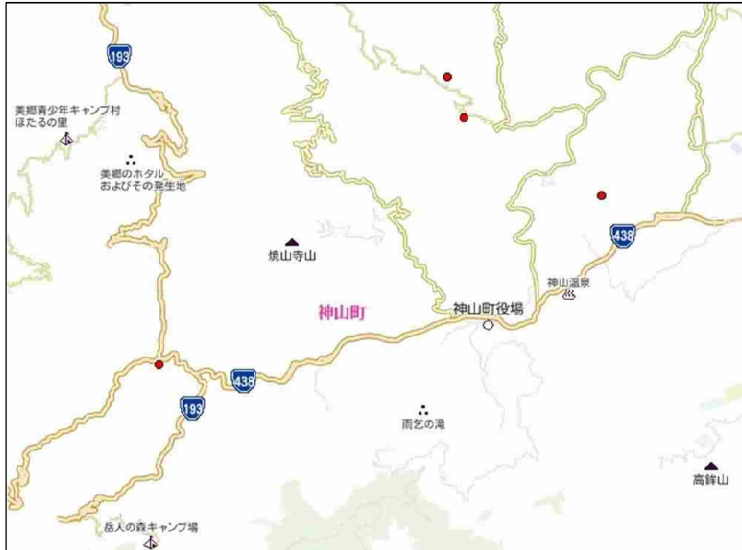 193
美郷青少年キャンプ村
ほたるの里
美郷のホタル
およびその発生地
438
焼山寺山
神山温泉
神山町
神山町役場
438
193
雨乞の滝
高鉾山
岳人の森キャンプ場